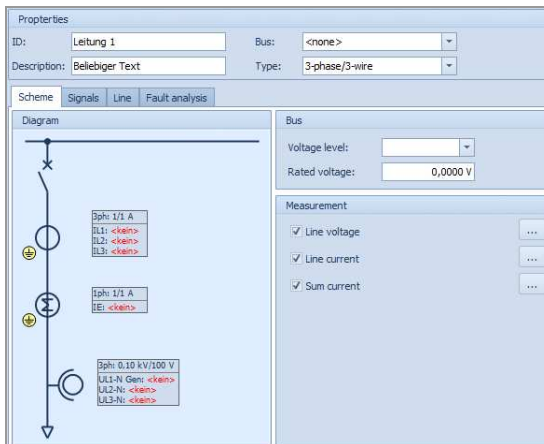 Propterties
ID: Leitung 1 Bus: <none>
Description: Beliebiger Text Type: 3-phase/3-wire
Scheme Signals Line Fault analysis
Diagram
3ph: 1/1 A
IL1: <kein>
IL2: <kein>
IL3: <kein>
1ph: 1/1 A
IE: <kein>
Σ
3ph: 0,10 kV/100 V
UL1-N Gen: <kein>
UL2-N: <kein>
UL3-N: <kein>
Bus
Voltage level:
Rated voltage: 0,0000 V
Measurement
Line voltage ...
Line current ...
Sum current ...